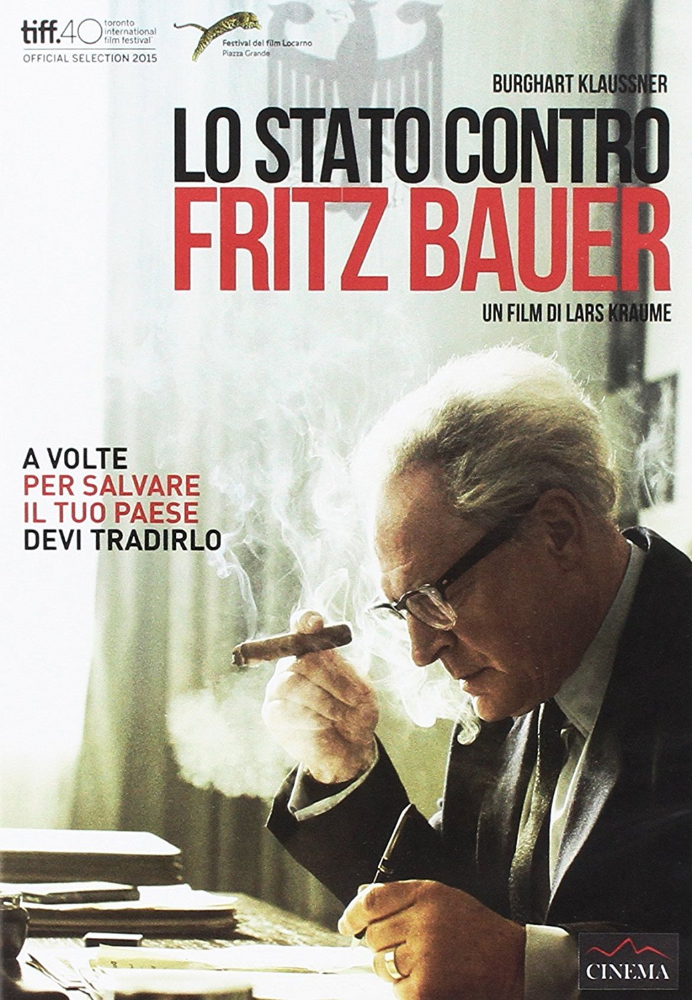 tiff.40 toronto
international
film festival
OFFICIAL SELECTION 2015
Festival del film Locarno
Piazza Grande
BURGHART KLAUSSNER
LO STATO CONTRO
FRITZ BAUER
UN FILM DI LARS KRAUME
A VOLTE
PER SALVARE
IL TUO PAESE
DEVI TRADIRLO
CINEMA